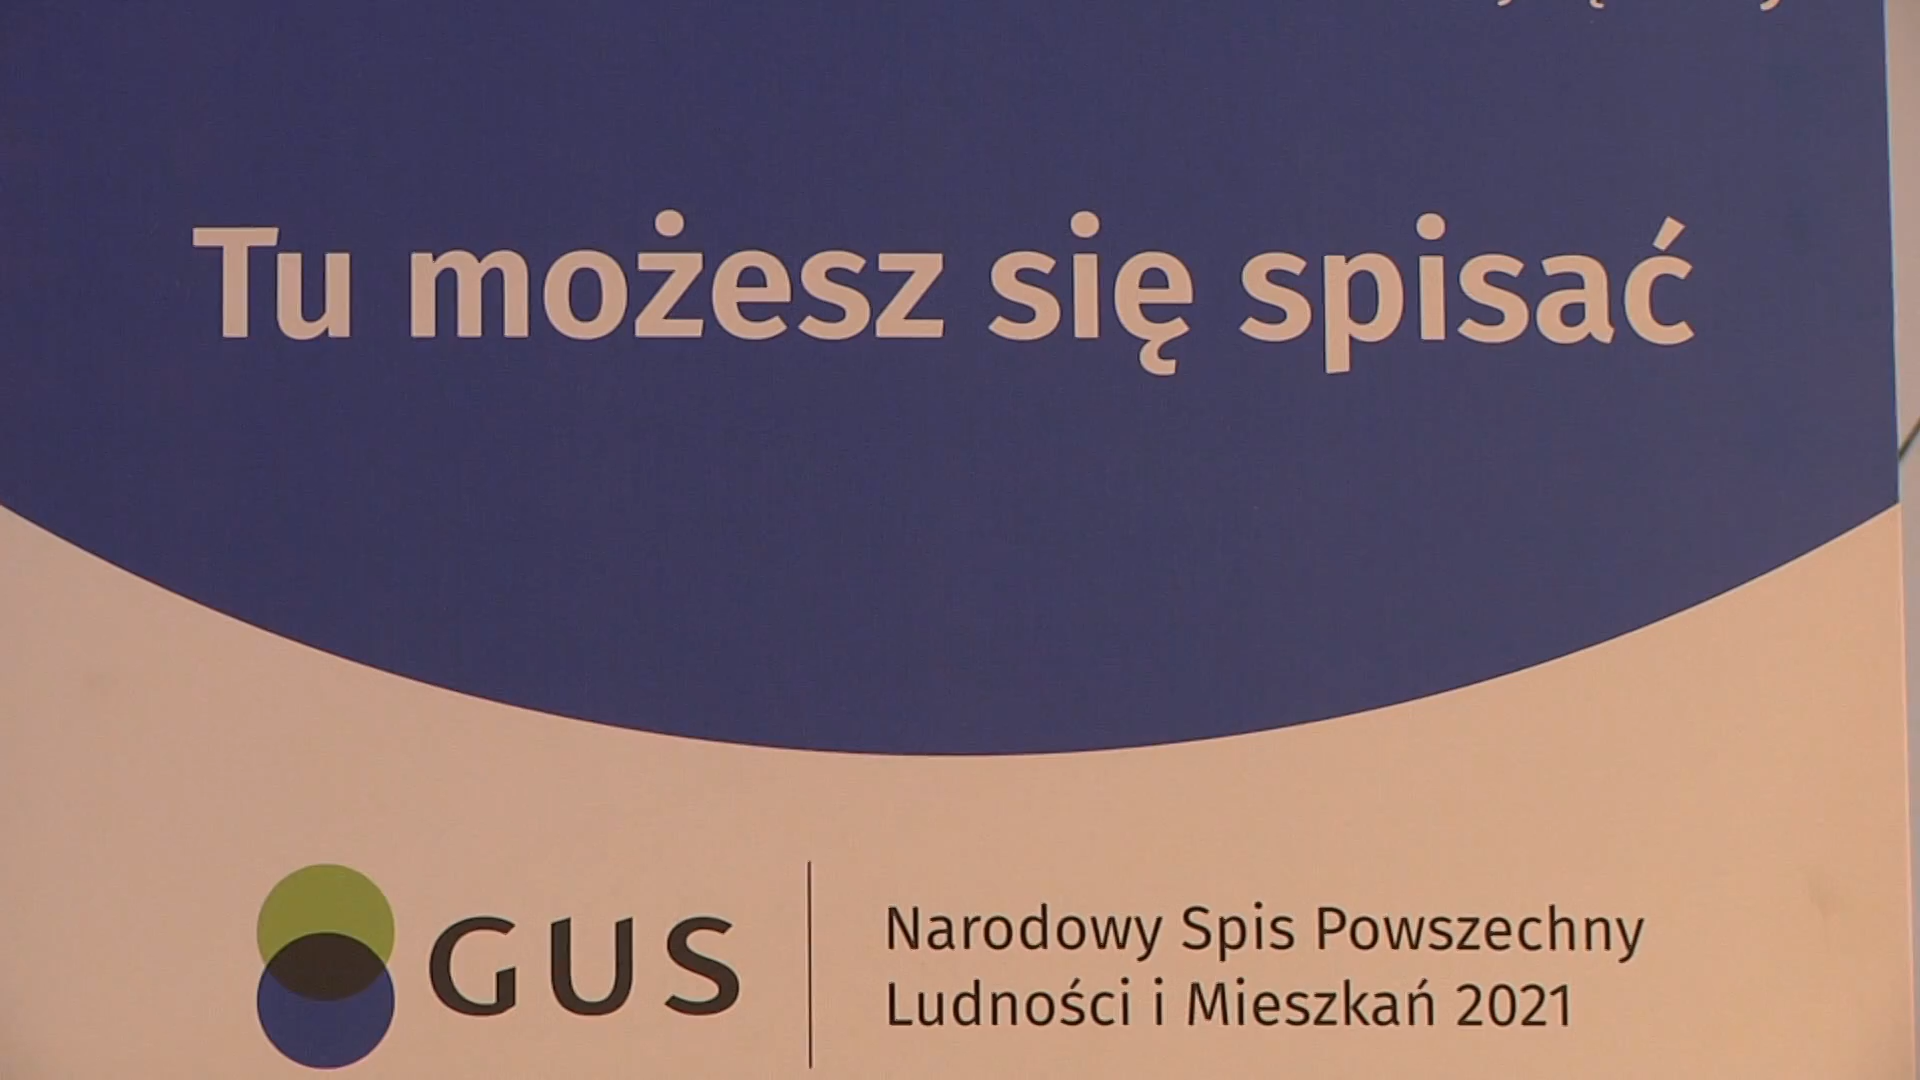 Tu możesz się spisać
GUS
Narodowy Spis Powszechny
Ludności i Mieszkań 2021